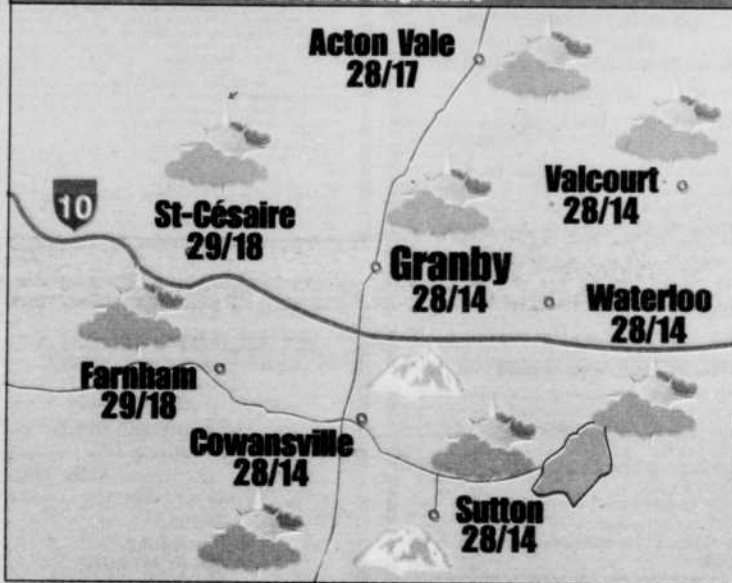 Acton Vale
28/17
Valcourt
28/14
10
St-Césaire
29/18
Granby
28/14
Waterloo
28/14
Farnham
29/18
Cowansville
28/14
Sutton
28/14